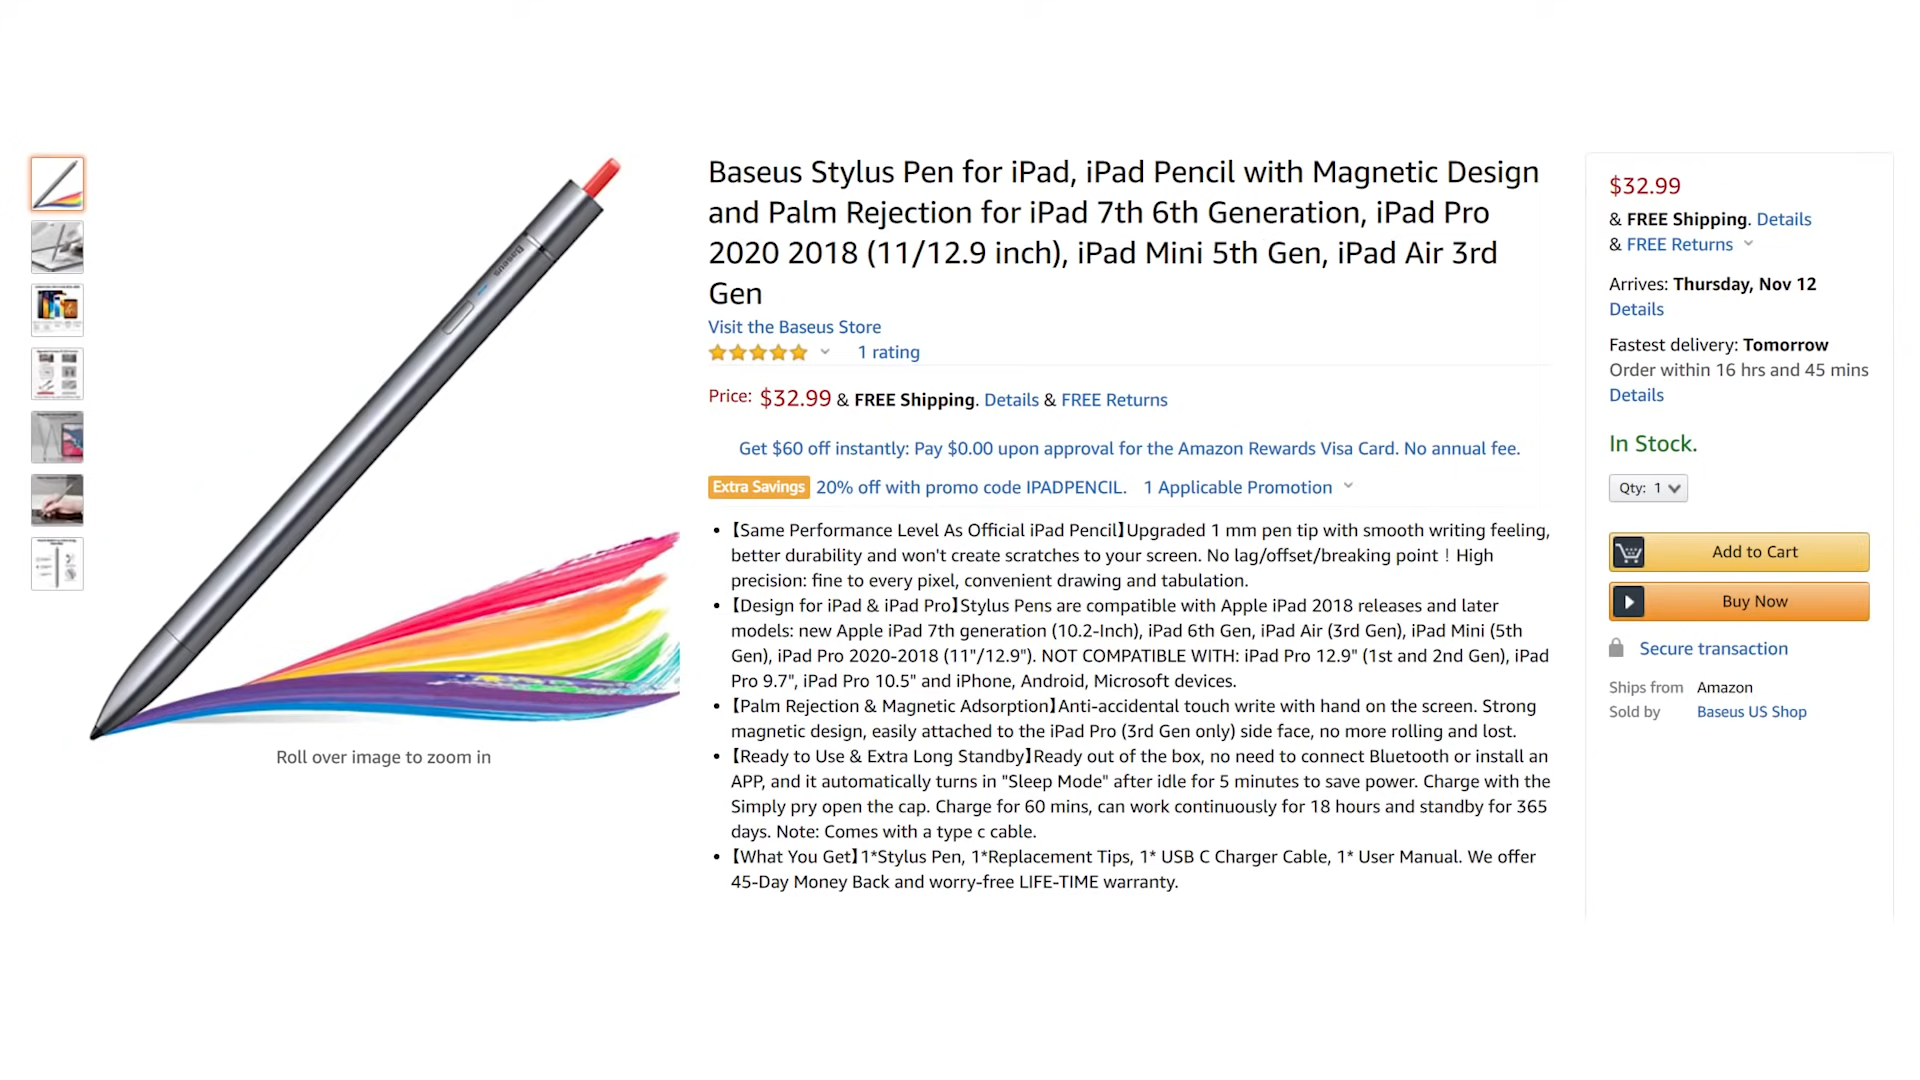 Baseus
Roll over image to zoom in
Baseus Stylus Pen for iPad, iPad Pencil with Magnetic Design
and Palm Rejection for iPad 7th 6th Generation, iPad Pro
2020 2018 (11/12.9 inch), iPad Mini 5th Gen, iPad Air 3rd
Gen
Visit the Baseus Store
1 rating
Price: $32.99 & FREE Shipping. Details & FREE Returns
Get $60 off instantly: Pay $0.00 upon approval for the Amazon Rewards Visa Card. No annual fee.
Extra Savings 20% off with promo code IPADPENCIL. 1 Applicable Promotion
• 【Same Performance Level As Official iPad Pencil】Upgraded 1 mm pen tip with smooth writing feeling,
better durability and won't create scratches to your screen. No lag/offset/breaking point！High
precision: fine to every pixel, convenient drawing and tabulation.
• 【Design for iPad & iPad Pro】Stylus Pens are compatible with Apple iPad 2018 releases and later
models: new Apple iPad 7th generation (10.2-Inch), iPad 6th Gen, iPad Air (3rd Gen), iPad Mini (5th
Gen), iPad Pro 2020-2018 (11"/12.9"). NOT COMPATIBLE WITH: iPad Pro 12.9" (1st and 2nd Gen), iPad
Pro 9.7", iPad Pro 10.5" and iPhone, Android, Microsoft devices.
• 【Palm Rejection & Magnetic Adsorption】Anti-accidental touch write with hand on the screen. Strong
magnetic design, easily attached to the iPad Pro (3rd Gen only) side face, no more rolling and lost.
• 【Ready to Use & Extra Long Standby】Ready out of the box, no need to connect Bluetooth or install an
APP, and it automatically turns in "Sleep Mode" after idle for 5 minutes to save power. Charge with the
Simply pry open the cap. Charge for 60 mins, can work continuously for 18 hours and standby for 365
days. Note: Comes with a type c cable.
• 【What You Get】1*Stylus Pen, 1*Replacement Tips, 1* USB C Charger Cable, 1* User Manual. We offer
45-Day Money Back and worry-free LIFE-TIME warranty.
$32.99
& FREE Shipping. Details
& FREE Returns
Arrives: Thursday, Nov 12
Details
Fastest delivery: Tomorrow
Order within 16 hrs and 45 mins
Details
In Stock.
Qty: 1
Add to Cart
Buy Now
Secure transaction
Ships from Amazon
Sold by Baseus US Shop